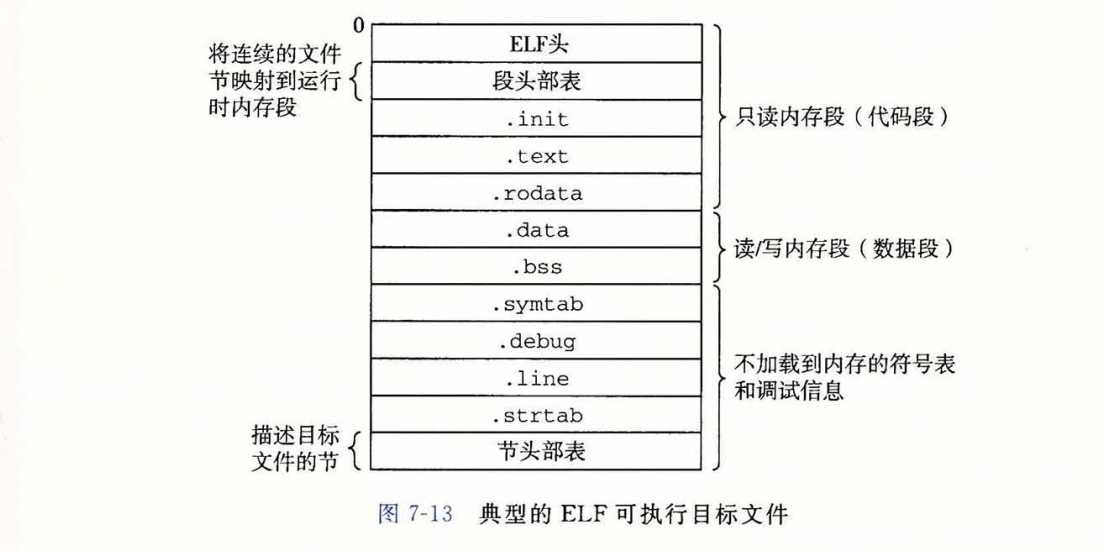 0
ELF头
将连续的文件
节映射到运行
时内存段
段头部表
.init
.text
.rodata
只读内存段（代码段）
.data
.bss
读/写内存段（数据段）
.symtab
.debug
.line
.strtab
不加载到内存的符号表
和调试信息
描述目标
文件的节
节头部表
图 7-13 典型的 ELF 可执行目标文件